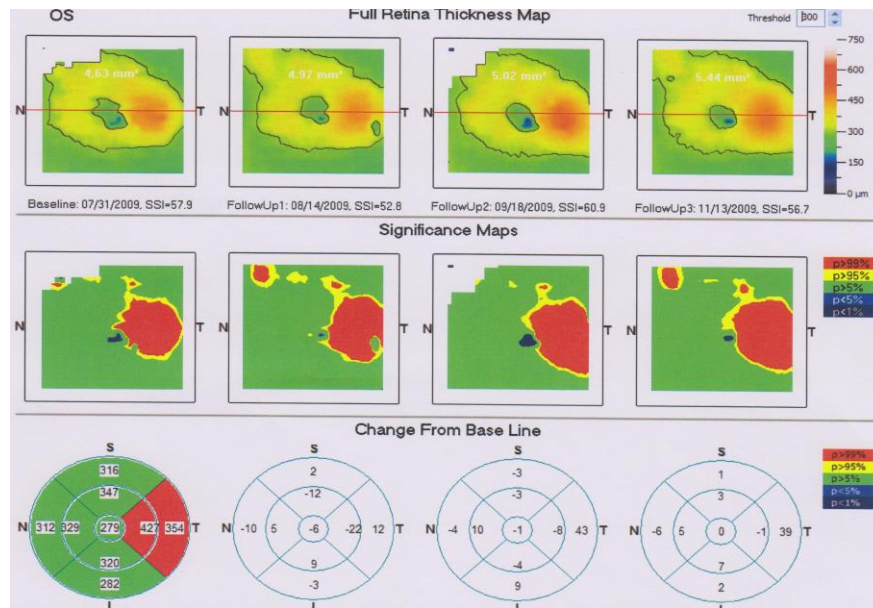 OS Full Retina Thickness Map Threshold 300
4.63 mm² 4.97 mm² 5.02 mm² 5.44 mm²
N T N T N T N T
750
600
450
300
150
0 µm
Baseline: 07/31/2009, SSI=57.9 FollowUp1: 08/14/2009, SSI=52.8 FollowUp2: 09/18/2009, SSI=60.9 FollowUp3: 11/13/2009, SSI=56.7
Significance Maps
p>99%
p>95%
p>5%
p<5%
p<1%
N T N T N T N T
Change From Base Line
p>99%
p>95%
p>5%
p<5%
p<1%
S S S S
316 2 -3 1
347 -12 -3 3
N 312 329 279 427 354 T N -10 5 -6 -22 12 T N -4 10 -1 -8 43 T N -6 5 0 -1 39 T
320 9 -4 7
282 -3 9 2